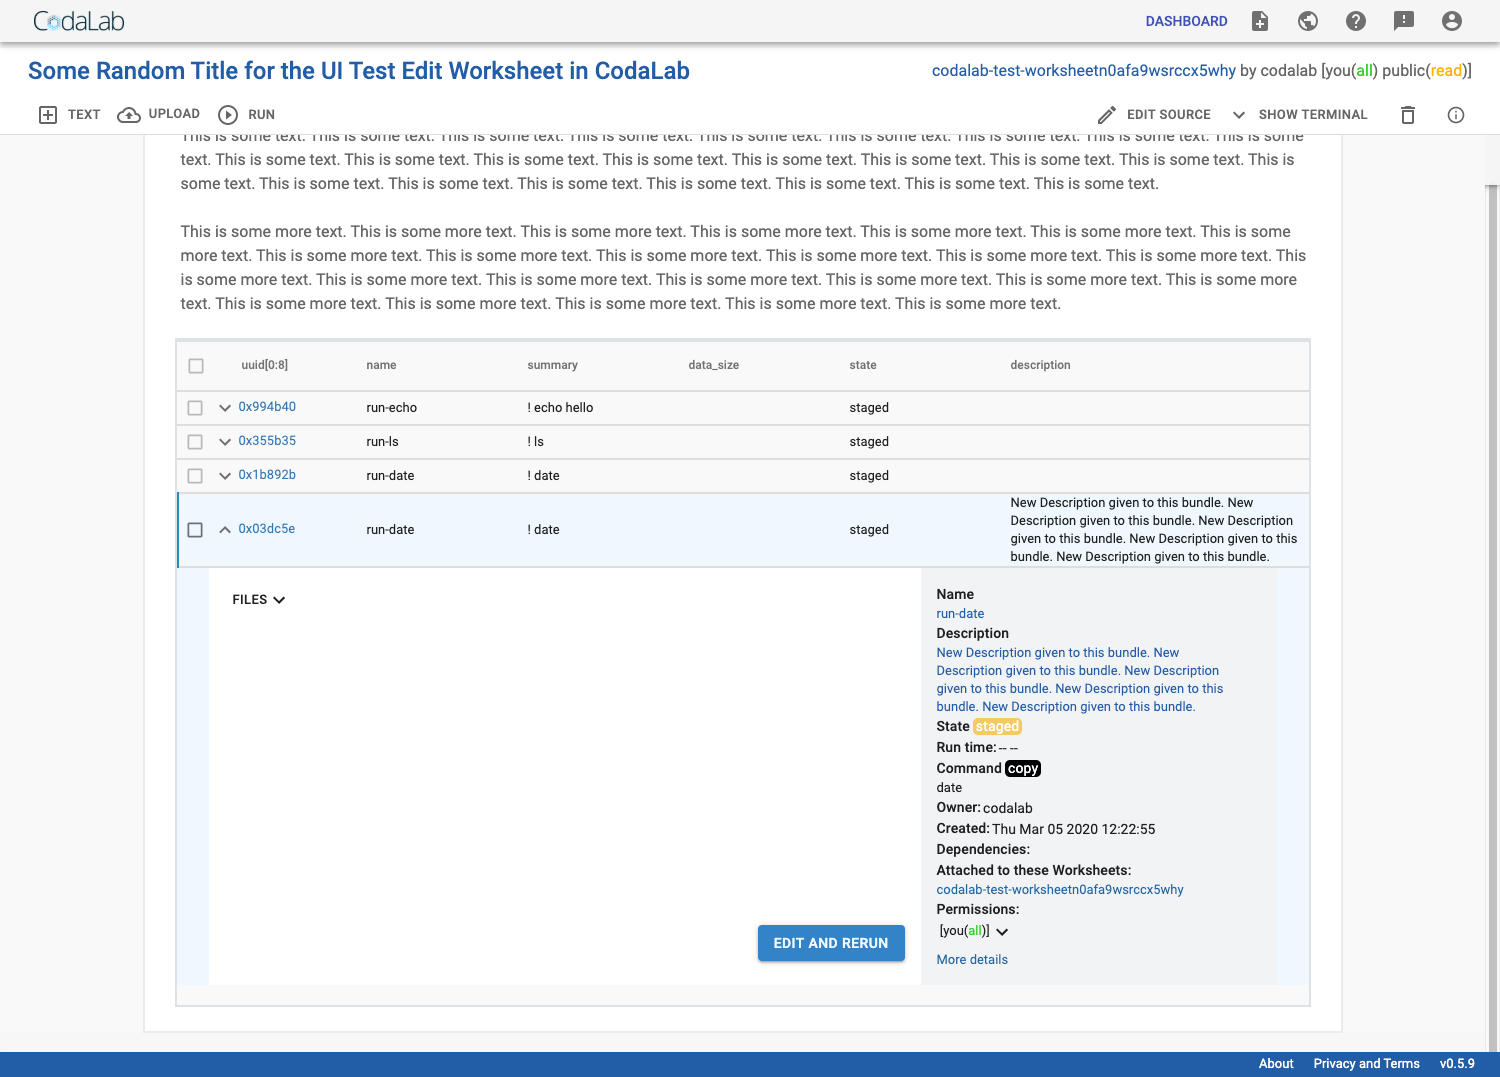 CodaLab
DASHBOARD
Some Random Title for the UI Test Edit Worksheet in CodaLab
codalab-test-worksheetn0afa9wsrccx5why by codalab [you(all) public(read)]
TEXT UPLOAD RUN
EDIT SOURCE SHOW TERMINAL
This is some text. This is some text. This is some text. This is some text. This is some text. This is some text. This is some text. This is some text. This is some
text. This is some text. This is some text. This is some text. This is some text. This is some text. This is some text. This is some text. This is some text. This is
some text. This is some text. This is some text. This is some text. This is some text. This is some text. This is some text. This is some text.
This is some more text. This is some more text. This is some more text. This is some more text. This is some more text. This is some more text. This is some
more text. This is some more text. This is some more text. This is some more text. This is some more text. This is some more text. This is some more text. This
is some more text. This is some more text. This is some more text. This is some more text. This is some more text. This is some more text. This is some more
text. This is some more text. This is some more text. This is some more text. This is some more text. This is some more text.
uuid[0:8] name summary data_size state description
0x994b40 run-echo ! echo hello staged
0x355b35 run-ls ! ls staged
0x1b892b run-date ! date staged
0x03dc5e run-date ! date staged
New Description given to this bundle. New
Description given to this bundle. New Description
given to this bundle. New Description given to this
bundle. New Description given to this bundle.
FILES
Name
run-date
Description
New Description given to this bundle. New
Description given to this bundle. New Description
given to this bundle. New Description given to this
bundle. New Description given to this bundle.
State staged
Run time: -- --
Command copy
date
Owner: codalab
Created: Thu Mar 05 2020 12:22:55
Dependencies:
Attached to these Worksheets:
codalab-test-worksheetn0afa9wsrccx5why
Permissions:
[you(all)]
EDIT AND RERUN
More details
About Privacy and Terms v0.5.9